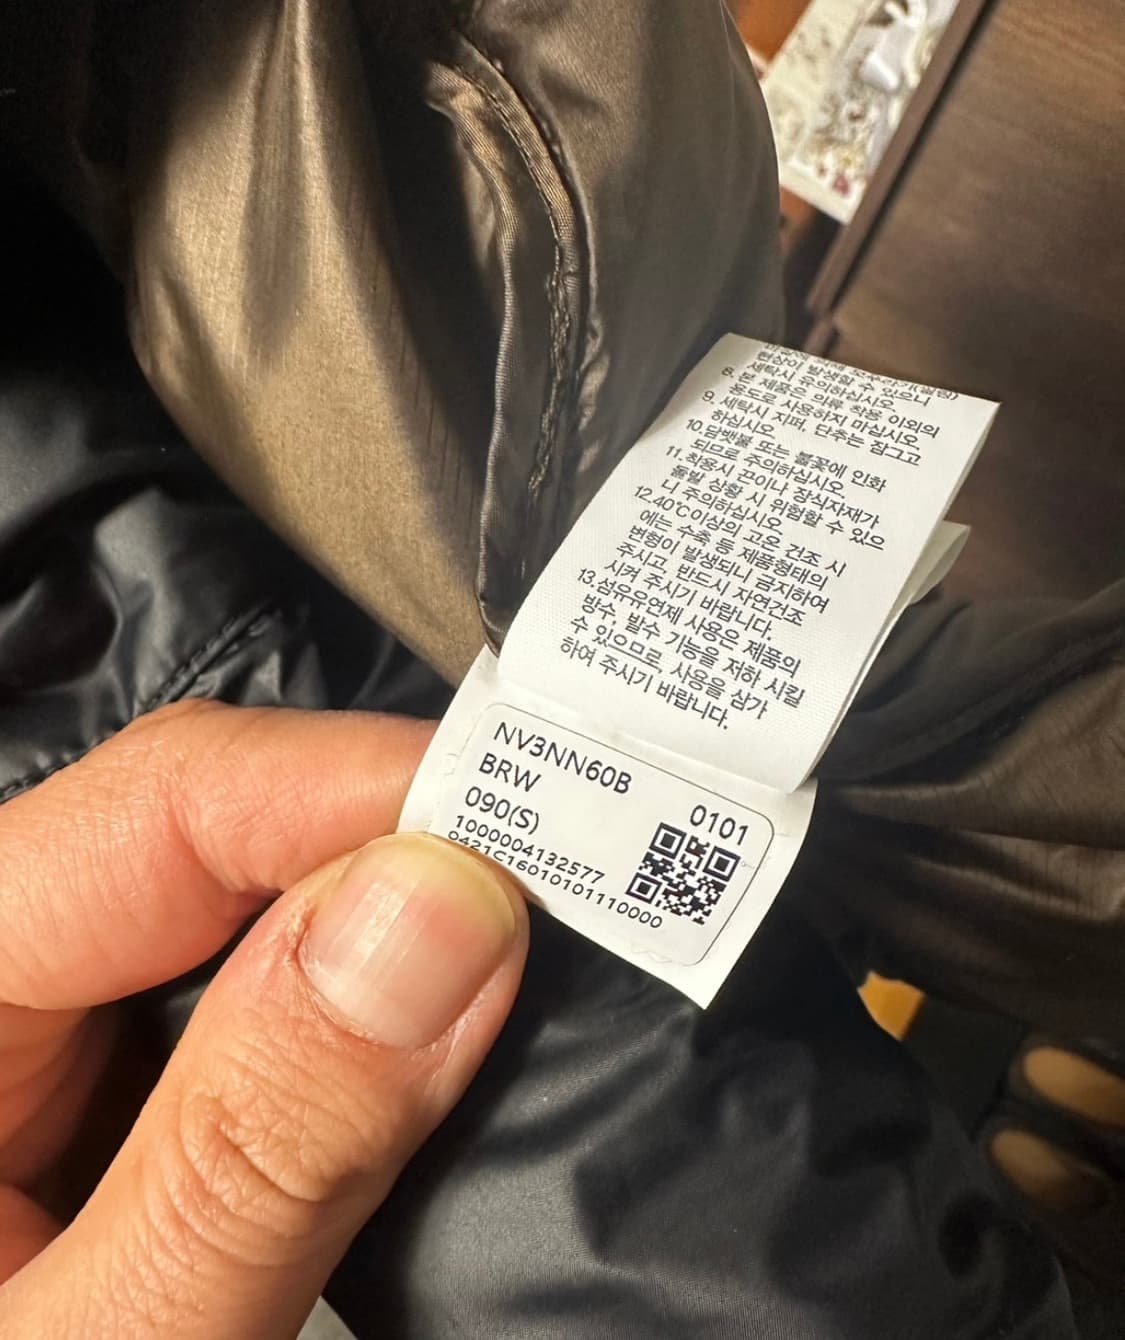 현상이 발생할 수 있으니
세탁시 유의하십시오.
8. 본 제품은 의류 착용 이외의
용도로 사용하지 마십시오.
9. 세탁시 지퍼, 단추는 잠그고
하십시오
10.담뱃불 또는 불꽃에 인화
되므로 주의하십시오.
11.착용시 끈이나 장식자재가
돌발 상황 시 위험할 수 있으
니 주의하십시오
12.40℃이상의 고온 건조 시
에는 수축 등 제품형태의
변형이 발생되니 금지하여
주시고, 반드시 자연건조
시켜 주시기 바랍니다.
13.섬유유연제 사용은 제품의
방수, 발수 기능을 저하 시킬
수 있으므로 사용을 삼가
하여 주시기 바랍니다.
NV3NN60B
BRW
090(S) 0101
1000004132577
0421C16010101110000